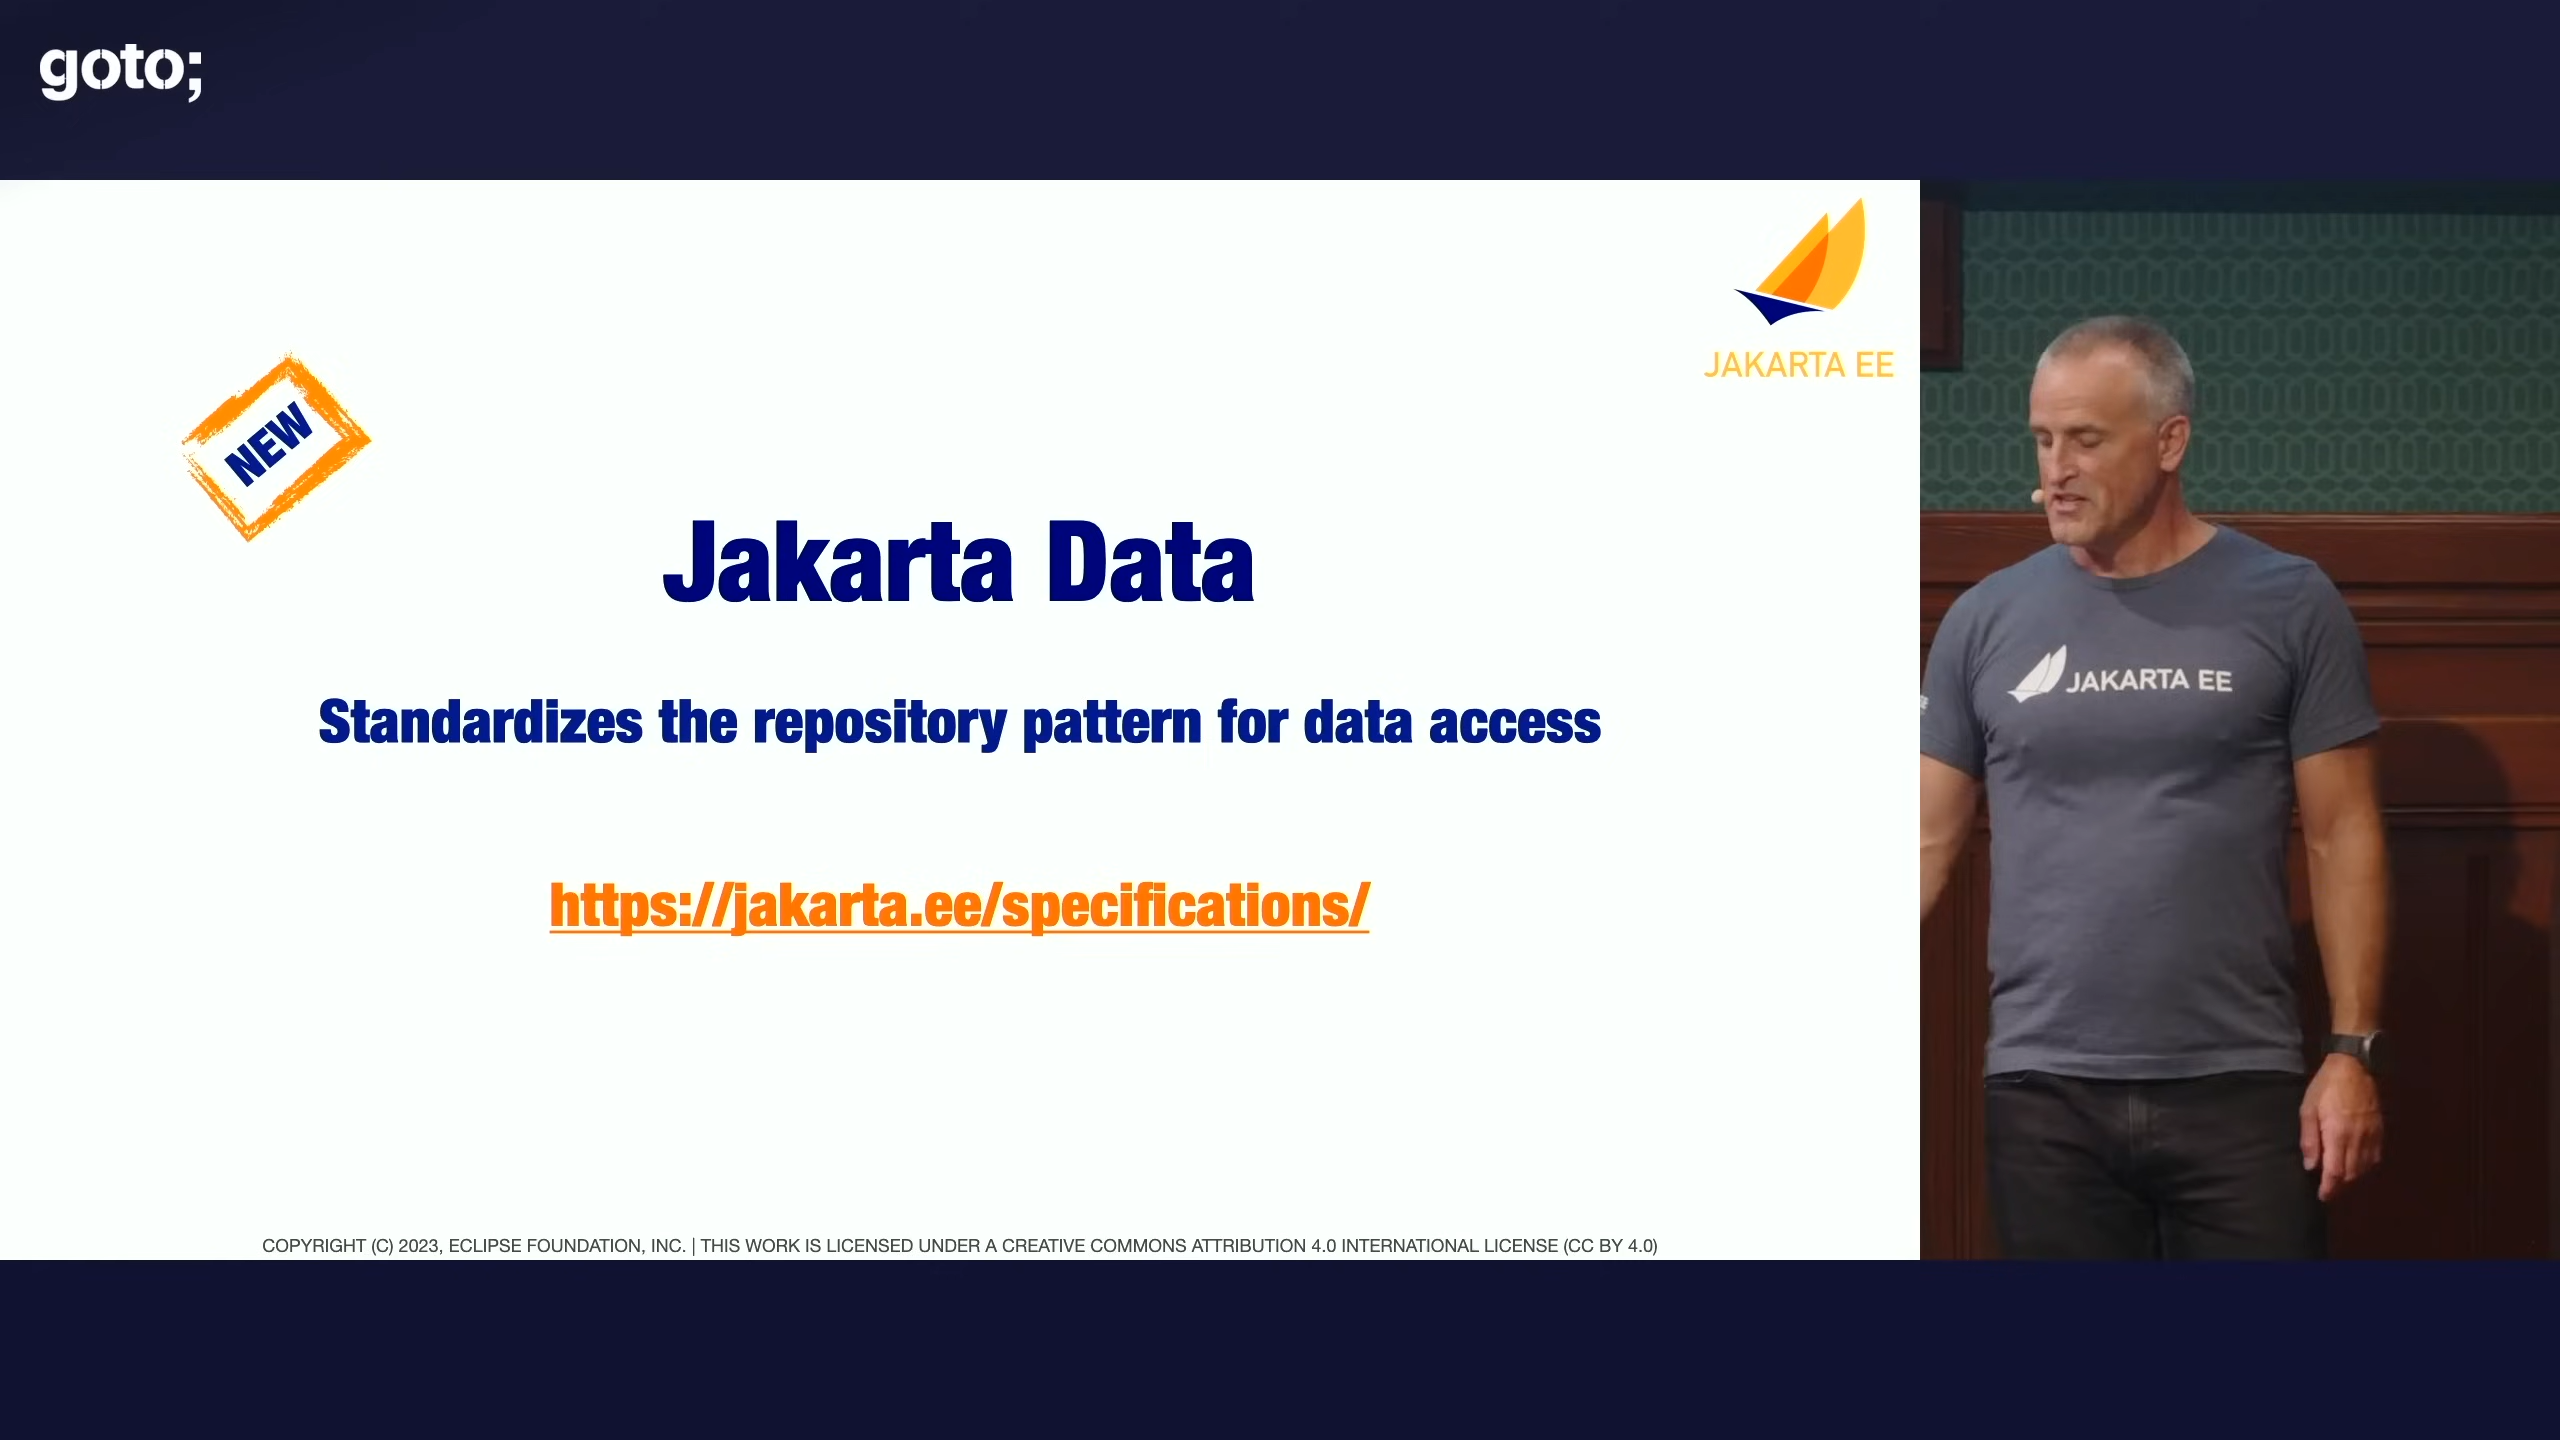 goto;
JAKARTA EE
NEW
Jakarta Data
Standardizes the repository pattern for data access
https://jakarta.ee/specifications/
JAKARTA EE
COPYRIGHT (C) 2023, ECLIPSE FOUNDATION, INC. | THIS WORK IS LICENSED UNDER A CREATIVE COMMONS ATTRIBUTION 4.0 INTERNATIONAL LICENSE (CC BY 4.0)